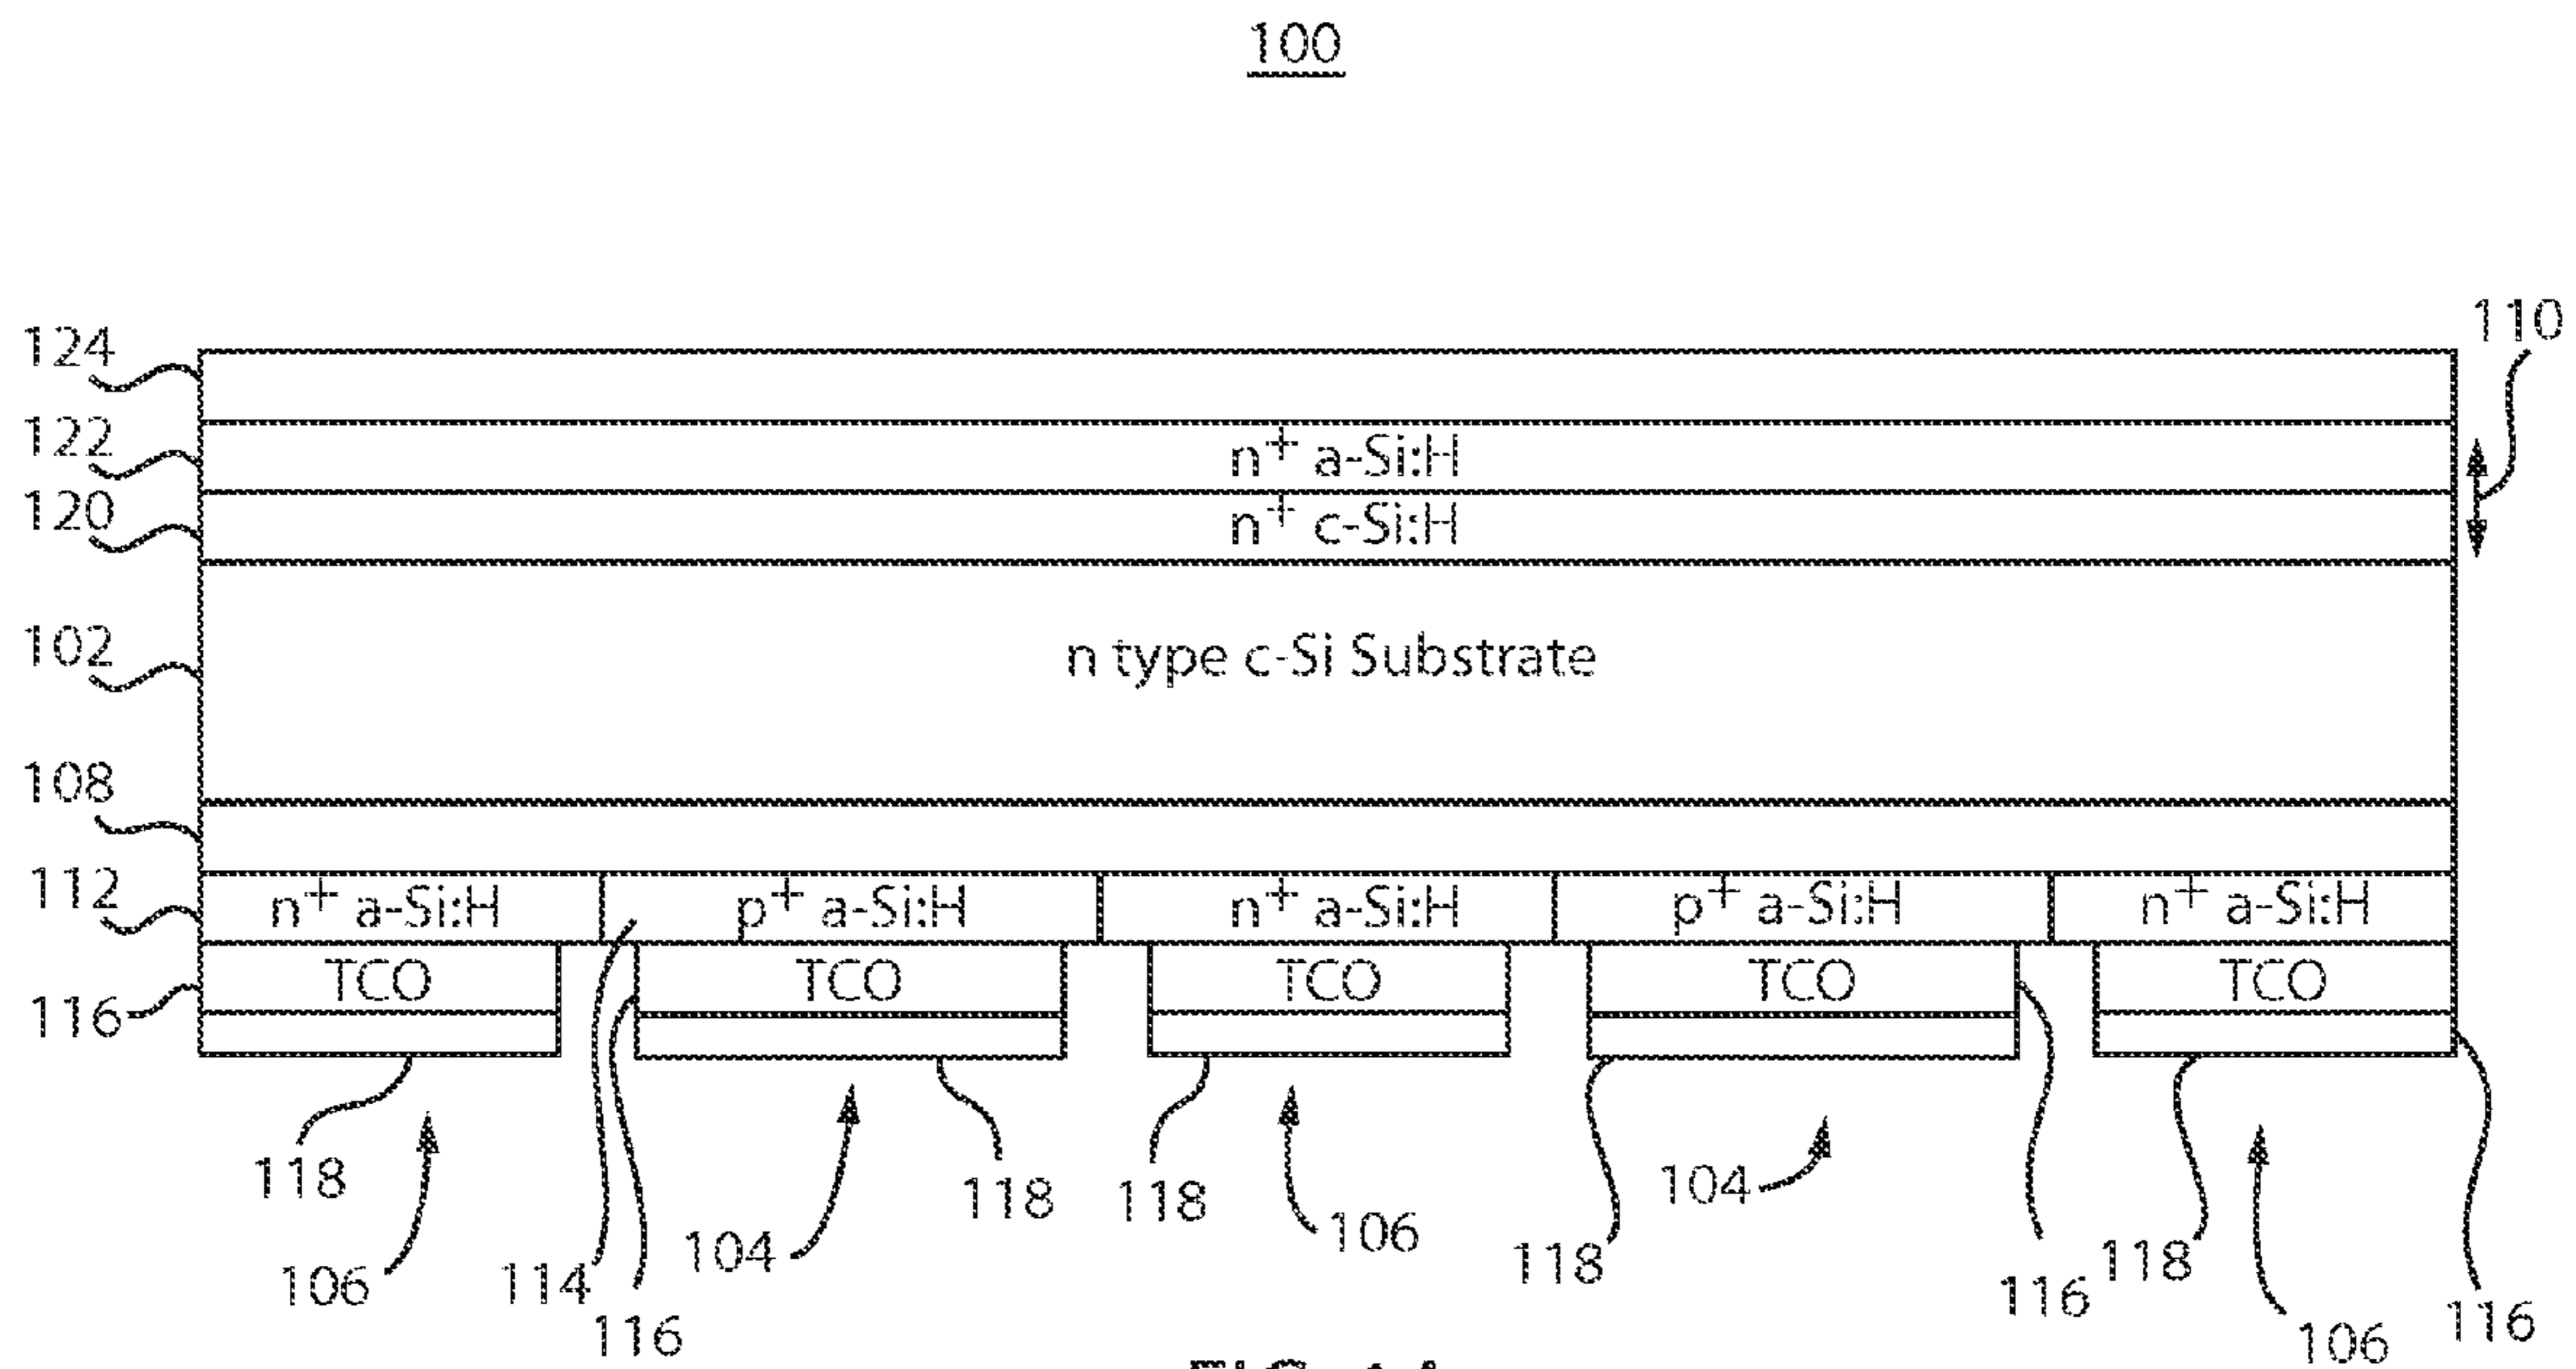 100
110
124
122
n+ a-Si:H
120
n+ c-Si:H
102
n type c-Si Substrate
108
112
n+ a-Si:H p+ a-Si:H n+ a-Si:H p+ a-Si:H n+ a-Si:H
116
TCO TCO TCO TCO TCO
118 118 118 104
106 114 104 106 118 116 118
116 106 116